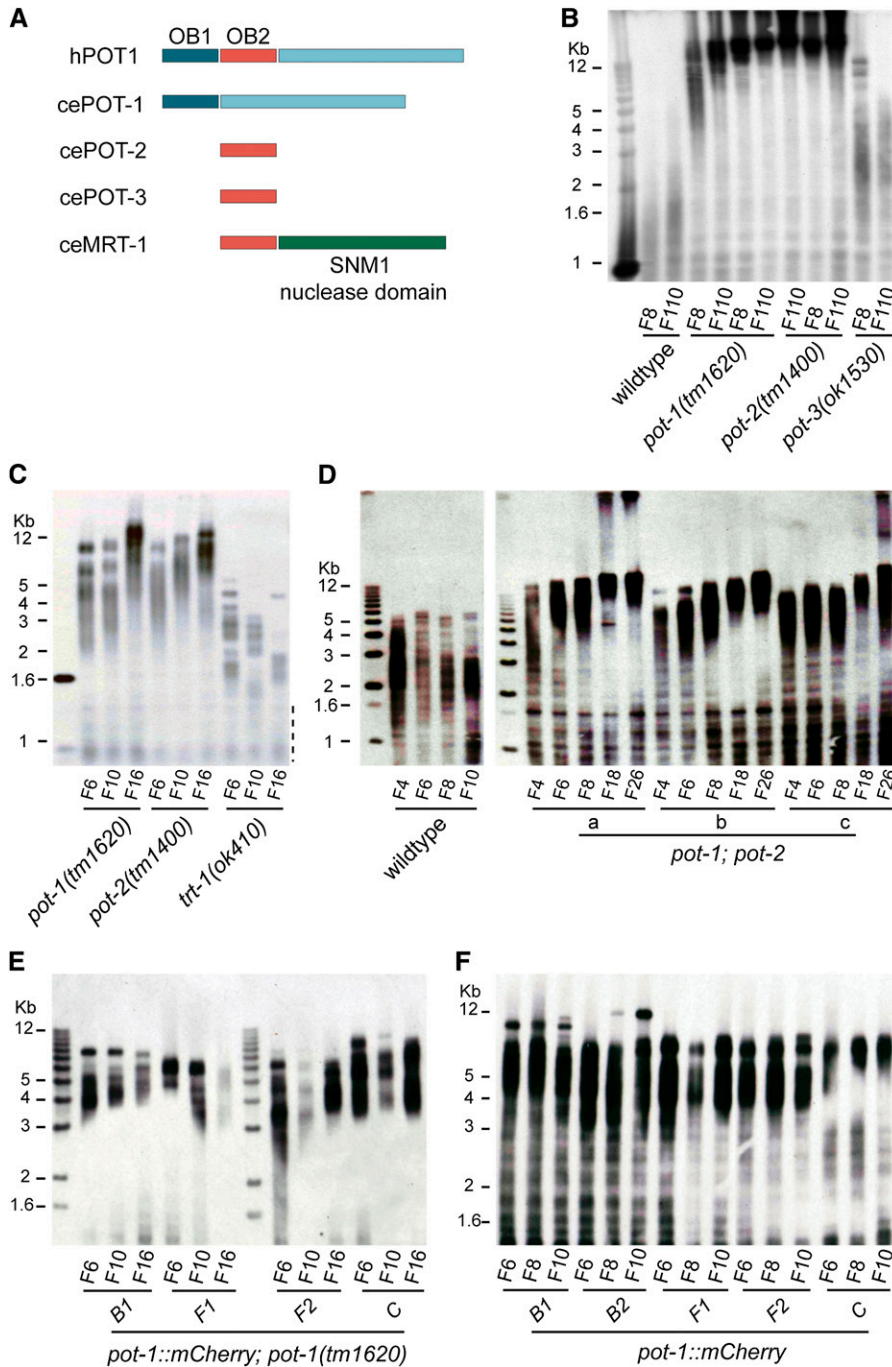 A
OB1 OB2
hPOT1
cePOT-1
cePOT-2
cePOT-3
ceMRT-1
SNM1
nuclease domain
B
Kb
12
5
4
3
2
1.6
1
F8 F110 F8 F110 F8 F110 F110 F8 F110 F8 F110
wildtype
pot-1(tm1620)
pot-2(tm1400)
pot-3(ok1530)
C
Kb
12
5
4
3
2
1.6
1
F6 F10 F16 F6 F10 F16 F6 F10 F16
pot-1(tm1620)
pot-2(tm1400)
trt-1(ok410)
D
Kb
12
5
4
3
2
1.6
1
F4 F6 F8 F10
wildtype
F4 F6 F8 F18 F26 F4 F6 F8 F18 F26 F4 F6 F8 F18 F26
a b c
pot-1; pot-2
E
Kb
12
5
4
3
2
1.6
F6 F10 F16 F6 F10 F16 F6 F10 F16 F6 F10 F16
B1 F1 F2 C
pot-1::mCherry; pot-1(tm1620)
F
Kb
12
5
4
3
2
1.6
F6 F8 F10 F6 F8 F10 F6 F8 F10 F6 F8 F10 F6 F8 F10
B1 B2 F1 F2 C
pot-1::mCherry